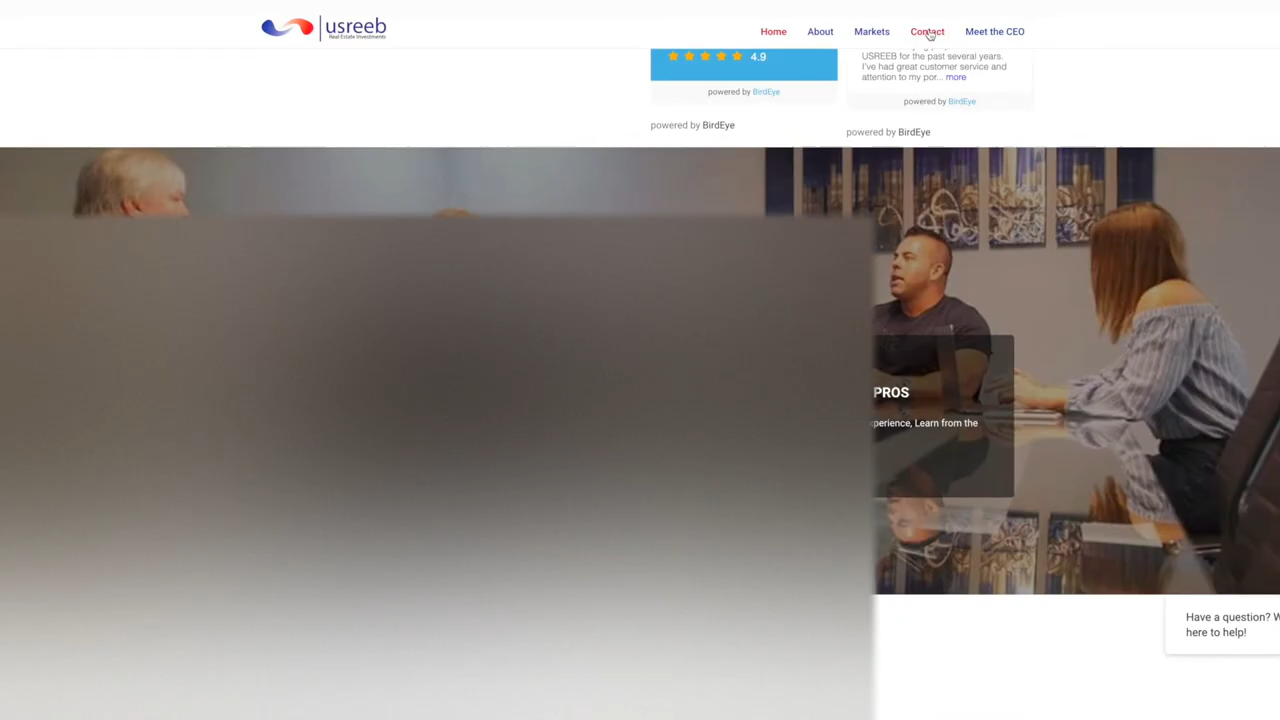 usreeb
Real Estate Investments
Home
About
Markets
Contact
Meet the CEO
4.9
powered by BirdEye
powered by BirdEye
USREEB for the past several years.
I've had great customer service and
attention to my por... more
powered by BirdEye
powered by BirdEye
PROS
xperience, Learn from the
Have a question? W
here to help!